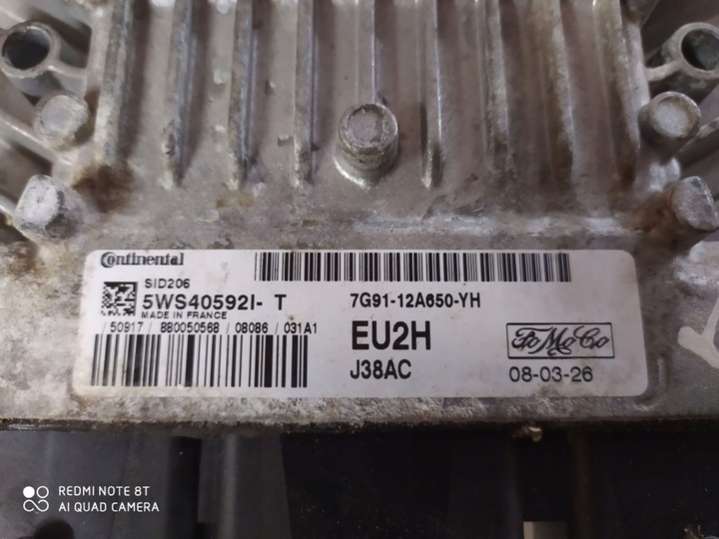 Continental
SID206
5WS40592I- T
MADE IN FRANCE
/ 50917 / 880050568 / 08086 / 031A1
7G91-12A650-YH
EU2H
FoMoCo
J38AC
08-03-26
REDMI NOTE 8T
AI QUAD CAMERA